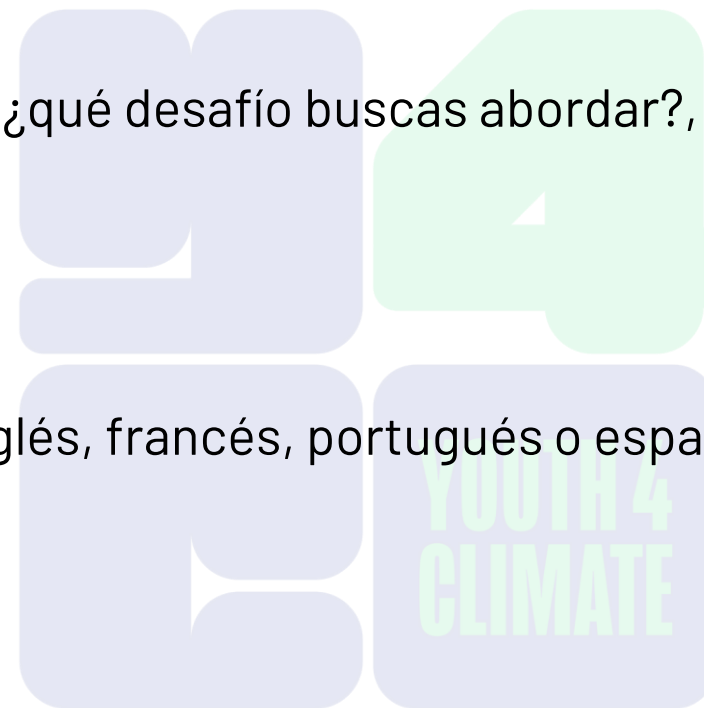 ¿qué desafío buscas abordar?,
glés, francés, portugués o espa
YOUTH 4
CLIMATE